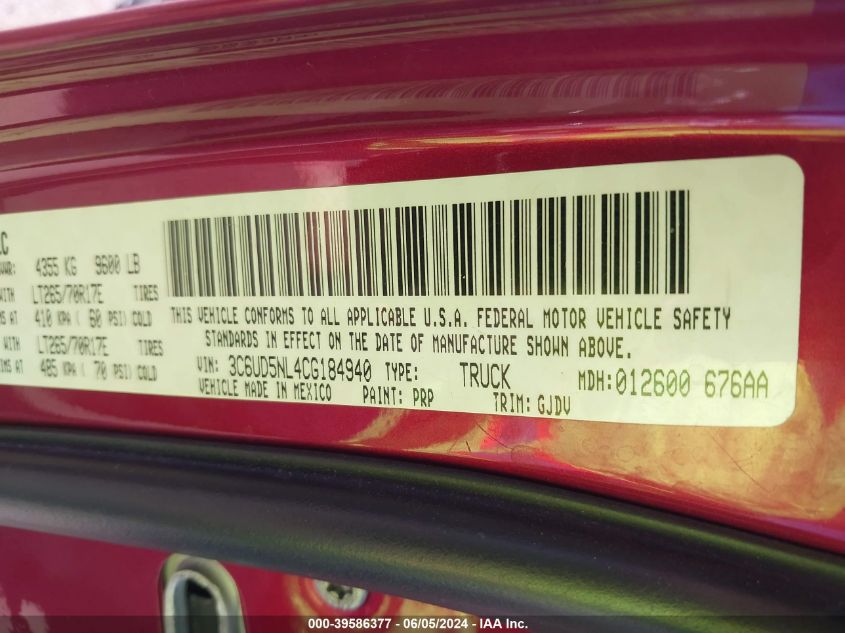 LC
GVWR: 4355 KG 9600 LB
WITH LT265/70R17E TIRES
RIMS AT 410 KPA ( 60 PSI) COLD
WITH LT265/70R17E TIRES
RIMS AT 485 KPA ( 70 PSI) COLD
THIS VEHICLE CONFORMS TO ALL APPLICABLE U.S.A. FEDERAL MOTOR VEHICLE SAFETY
STANDARDS IN EFFECT ON THE DATE OF MANUFACTURE SHOWN ABOVE.
VIN: 3C6UD5NL4CG184940 TYPE: TRUCK MDH:012600 676AA
VEHICLE MADE IN MEXICO PAINT: PRP TRIM: GJDV
000-39586377 - 06/05/2024 - IAA Inc.